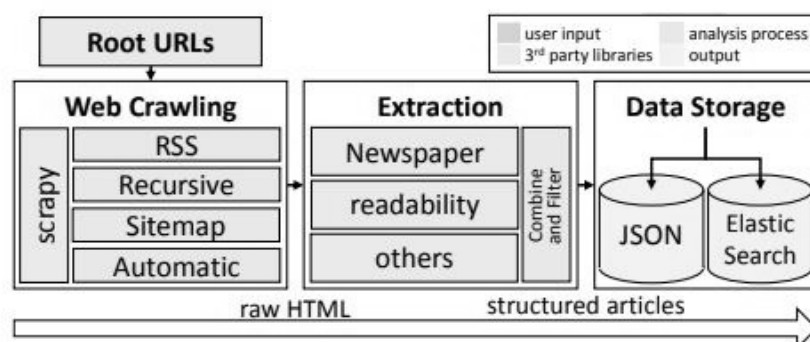 Root URLs
user input
analysis process
3rd party libraries
output
Web Crawling
scrapy
RSS
Recursive
Sitemap
Automatic
Extraction
Newspaper
readability
others
Combine
and Filter
Data Storage
JSON
Elastic
Search
raw HTML
structured articles